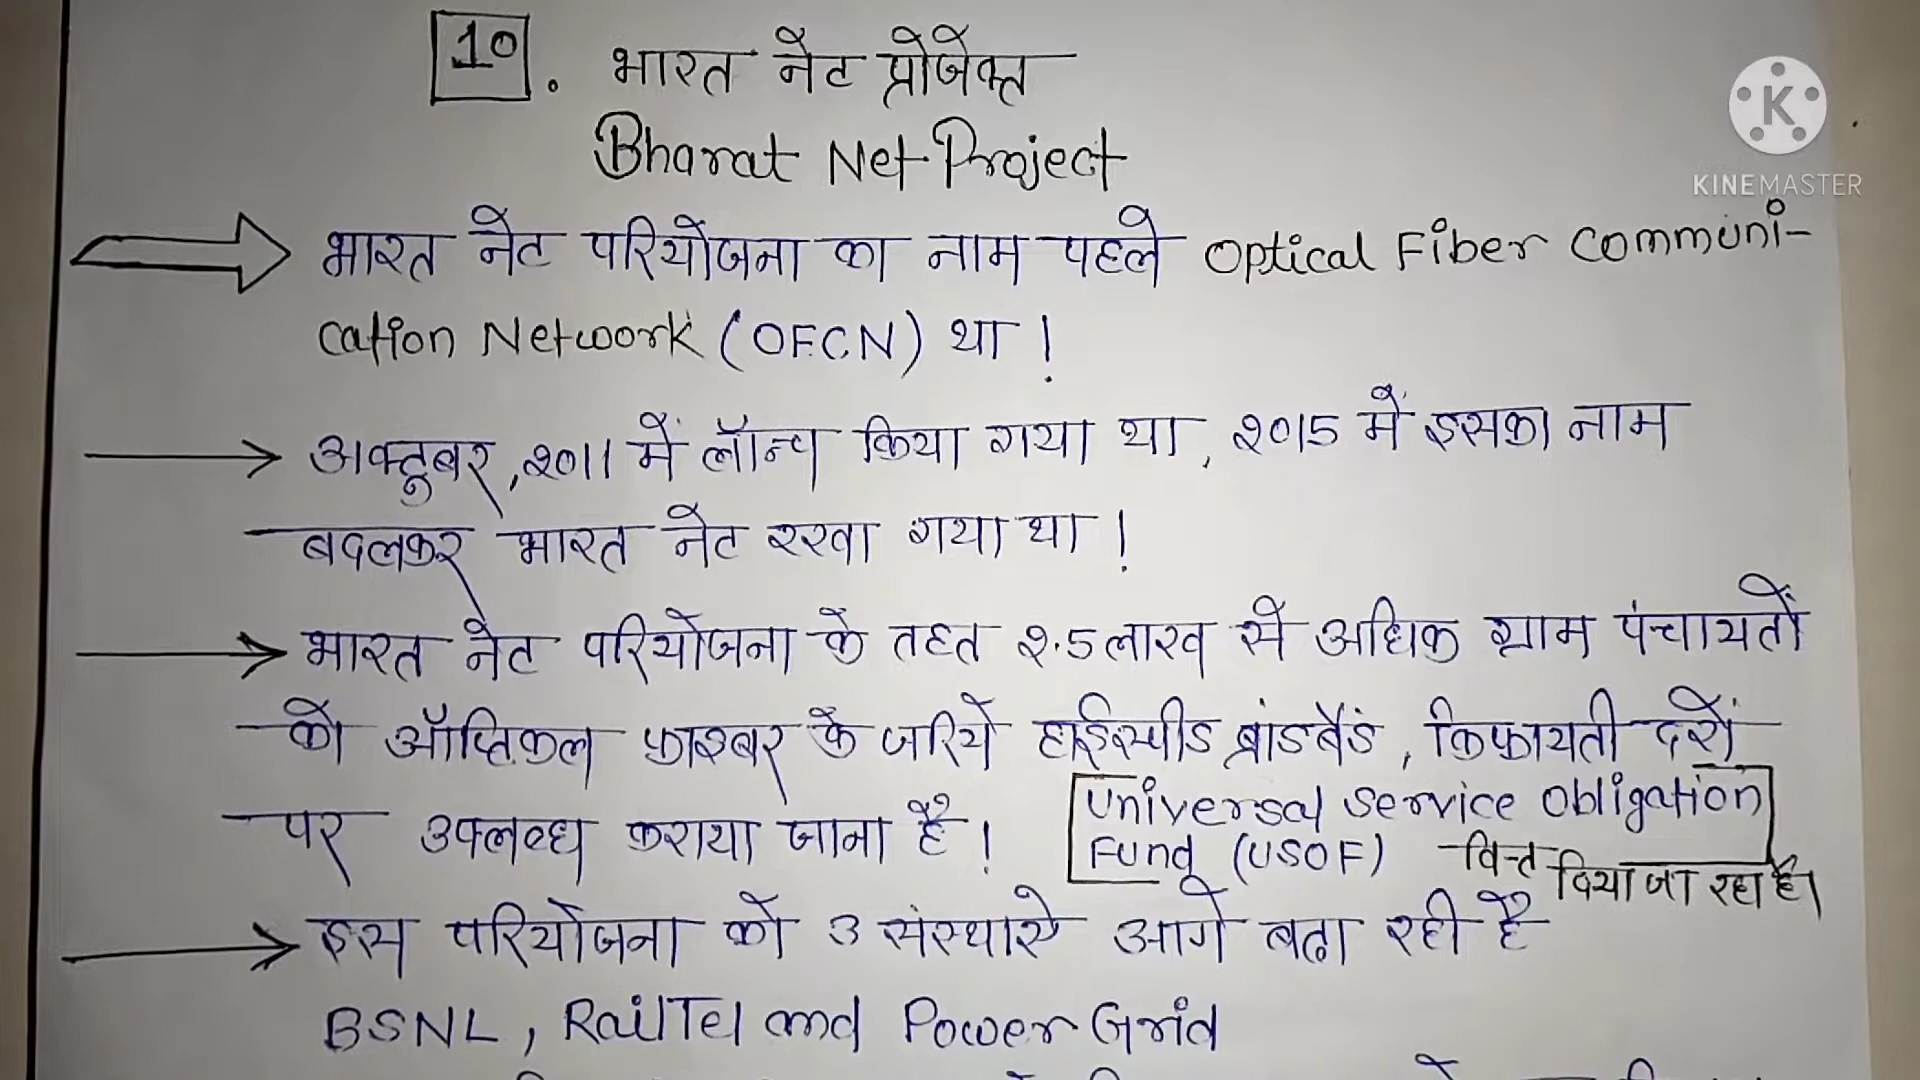 10. भारत नेट प्रोजेक्ट
Bharat Net Project
K
KINEMASTER
भारत नेट परियोजना का नाम पहले Optical Fiber Communi-
cation Network (OFCN) था!
अक्टूबर, 2011 में लॉन्च किया गया था, 2015 में इसका नाम
बदलकर भारत नेट रखा गया था!
भारत नेट परियोजना के तहत 2.5 लाख से अधिक ग्राम पंचायतों
को ऑप्टिकल फ़ाइबर के जरिये हाईस्पीड ब्रांडबैंड, किफायती दरों
पर उपलब्ध कराया जाना है!
Universal Service Obligation
Fund (USOF) वित्त दिया जा रहा है।
इस परियोजना को 3 संस्थाये आगे बढा रही है
BSNL, RailTel and Power Grid